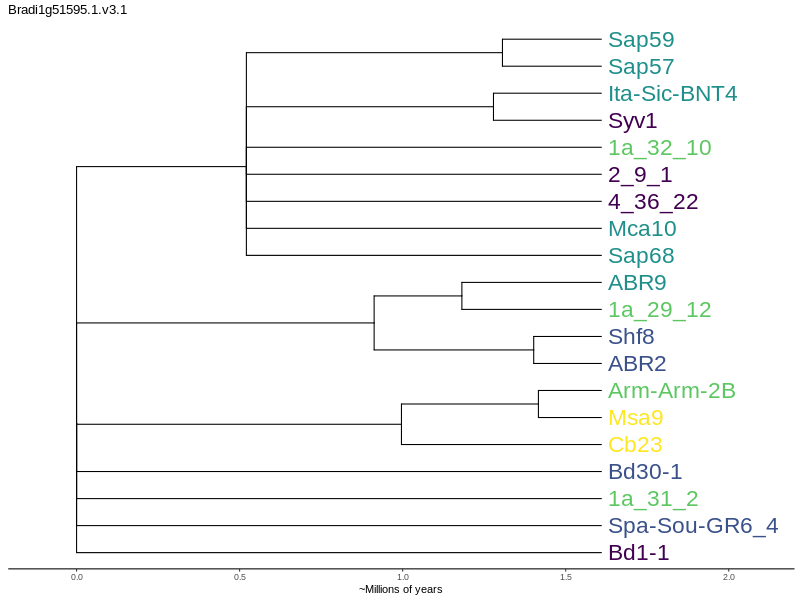 Bradi1g51595.1.v3.1
Sap59
Sap57
Ita-Sic-BNT4
Syv1
1a_32_10
2_9_1
4_36_22
Mca10
Sap68
ABR9
1a_29_12
Shf8
ABR2
Arm-Arm-2B
Msa9
Cb23
Bd30-1
1a_31_2
Spa-Sou-GR6_4
Bd1-1
0.0 0.5 1.0 1.5 2.0
~Millions of years